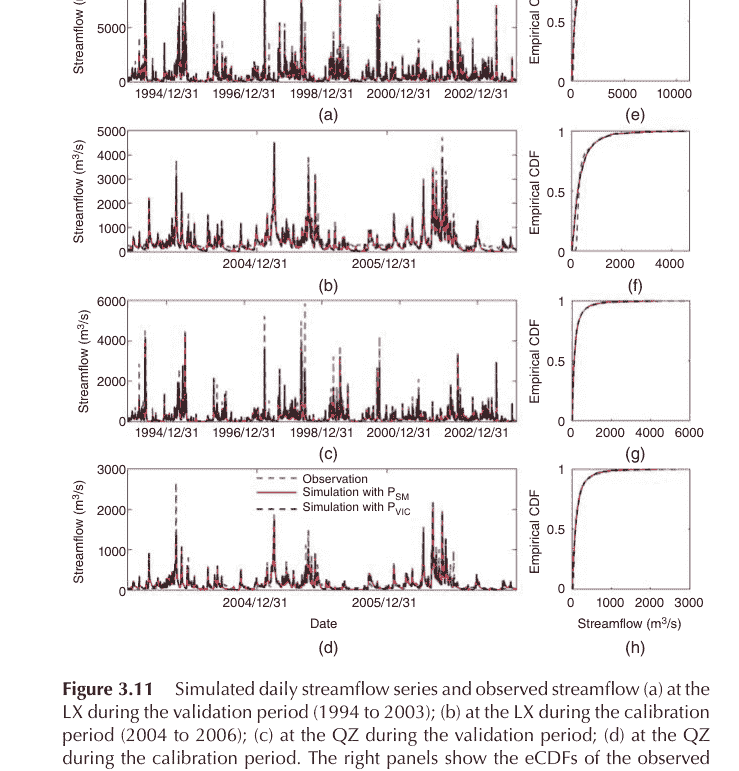 Streamflow (m
5000
0
1994/12/31 1996/12/31 1998/12/31 2000/12/31 2002/12/31
(a)
Empirical C
0.5
0 5000 10000
(e)
Streamflow (m³/s)
5000
4000
3000
2000
1000
0
2004/12/31 2005/12/31
(b)
Empirical CDF
1
0.5
0
0 2000 4000
(f)
Streamflow (m³/s)
6000
4000
2000
0
1994/12/31 1996/12/31 1998/12/31 2000/12/31 2002/12/31
(c)
Empirical CDF
1
0.5
0
0 2000 4000 6000
(g)
Streamflow (m³/s)
3000
2000
1000
0
Observation
Simulation with PSM
Simulation with PVIC
2004/12/31 2005/12/31
Date
(d)
Empirical CDF
1
0.5
0
0 1000 2000 3000
Streamflow (m³/s)
(h)
Figure 3.11 Simulated daily streamflow series and observed streamflow (a) at the
LX during the validation period (1994 to 2003); (b) at the LX during the calibration
period (2004 to 2006); (c) at the QZ during the validation period; (d) at the QZ
during the calibration period. The right panels show the eCDFs of the observed